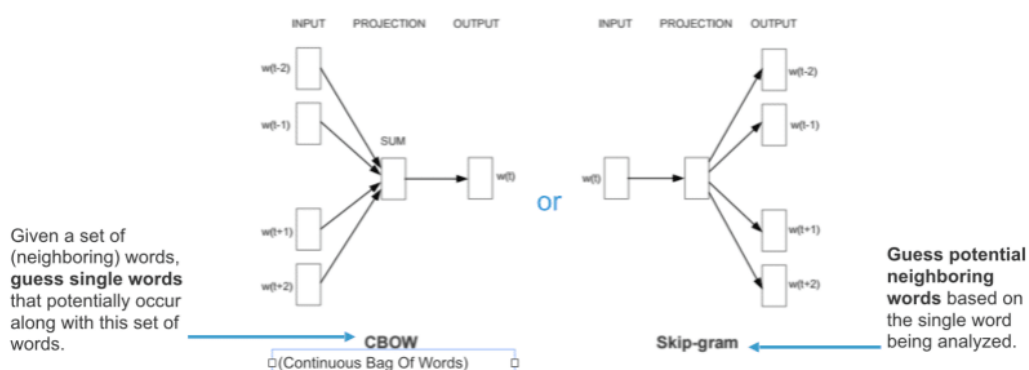 INPUT PROJECTION OUTPUT
w(t-2)
w(t-1)
SUM
w(t)
w(t+1)
w(t+2)
CBOW
(Continuous Bag Of Words)
Given a set of
(neighboring) words,
guess single words
that potentially occur
along with this set of
words.
or
INPUT PROJECTION OUTPUT
w(t-2)
w(t-1)
w(t)
w(t+1)
w(t+2)
Skip-gram
Guess potential
neighboring
words based on
the single word
being analyzed.